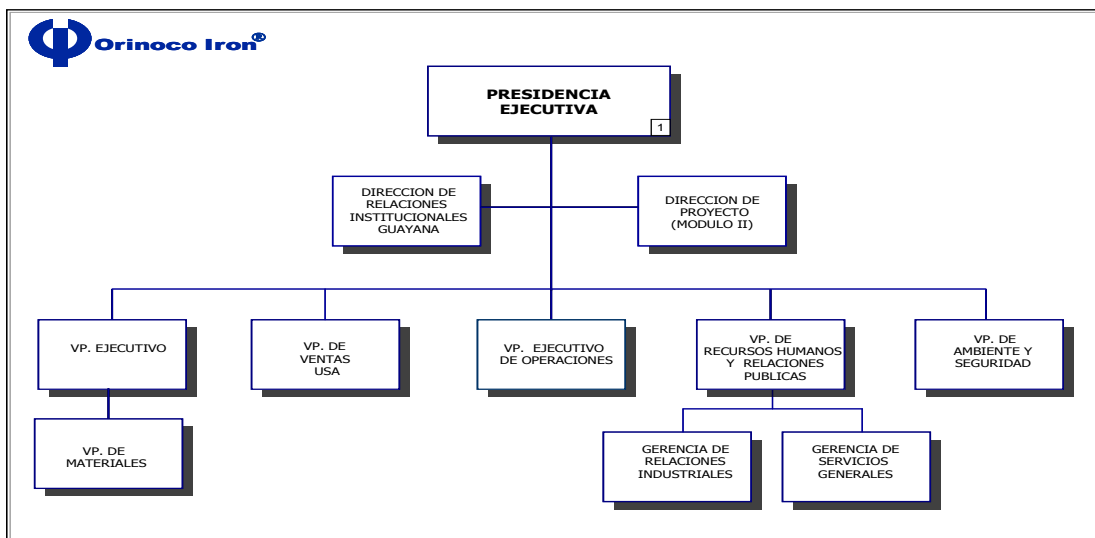 Orinoco Iron®
PRESIDENCIA
EJECUTIVA
1
DIRECCION DE
RELACIONES
INSTITUCIONALES
GUAYANA
DIRECCION DE
PROYECTO
(MODULO II)
VP. EJECUTIVO
VP. DE
VENTAS
USA
VP. EJECUTIVO
DE OPERACIONES
VP. DE
RECURSOS HUMANOS
Y RELACIONES
PUBLICAS
VP. DE
AMBIENTE Y
SEGURIDAD
VP. DE
MATERIALES
GERENCIA DE
RELACIONES
INDUSTRIALES
GERENCIA DE
SERVICIOS
GENERALES